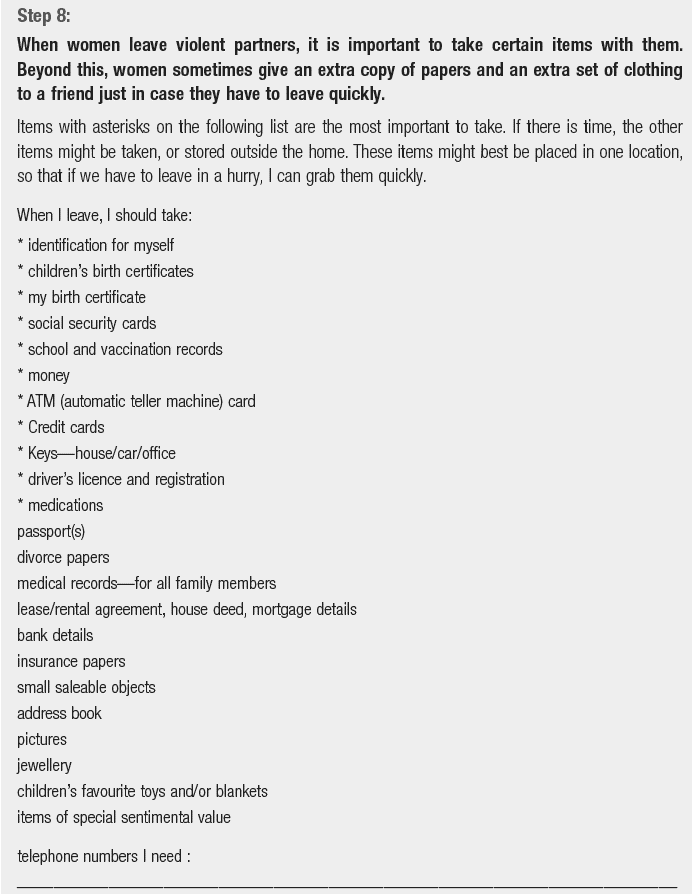 Step 8:
When women leave violent partners, it is important to take certain items with them.
Beyond this, women sometimes give an extra copy of papers and an extra set of clothing
to a friend just in case they have to leave quickly.
Items with asterisks on the following list are the most important to take. If there is time, the other
items might be taken, or stored outside the home. These items might best be placed in one location,
so that if we have to leave in a hurry, I can grab them quickly.
When I leave, I should take:
* identification for myself
* children's birth certificates
* my birth certificate
* social security cards
* school and vaccination records
* money
* ATM (automatic teller machine) card
* Credit cards
* Keys—house/car/office
* driver's licence and registration
* medications
passport(s)
divorce papers
medical records—for all family members
lease/rental agreement, house deed, mortgage details
bank details
insurance papers
small saleable objects
address book
pictures
jewellery
children's favourite toys and/or blankets
items of special sentimental value
telephone numbers I need :